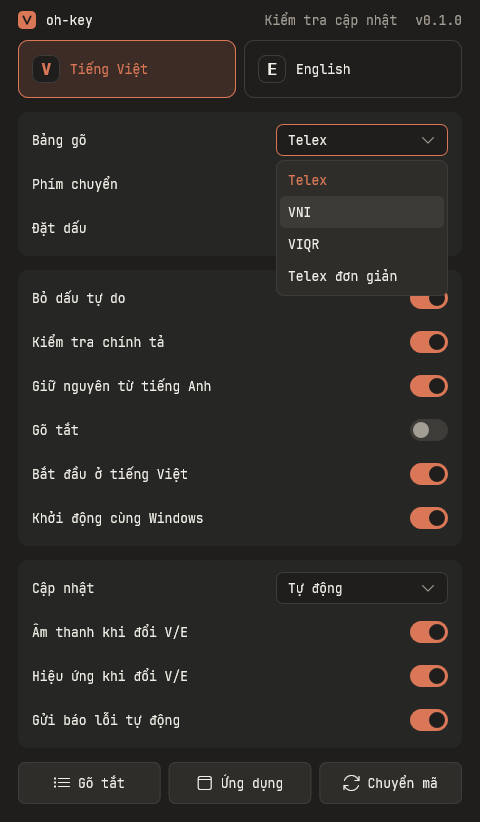 V oh-key Kiểm tra cập nhật v0.1.0
V Tiếng Việt E English
Bảng gõ Telex
Telex
Phím chuyển
VNI
Đặt dấu
VIQR
Telex đơn giản
Bỏ dấu tự do
Kiểm tra chính tả
Giữ nguyên từ tiếng Anh
Gõ tắt
Bắt đầu ở tiếng Việt
Khởi động cùng Windows
Cập nhật Tự động
Âm thanh khi đổi V/E
Hiệu ứng khi đổi V/E
Gửi báo lỗi tự động
Gõ tắt Ứng dụng Chuyển mã